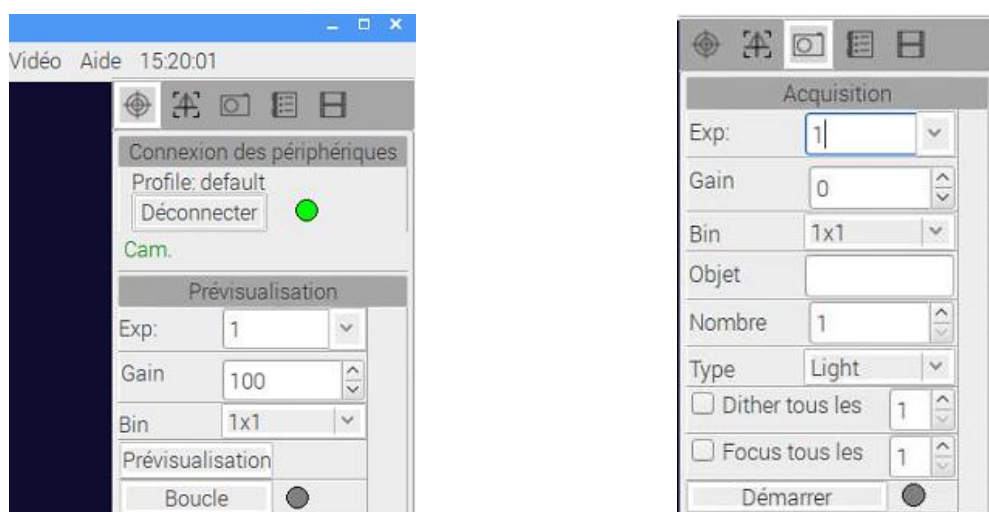 Vidéo Aide 15:20:01
Connexion des périphériques
Profile: default
Déconnecter
Cam.
Prévisualisation
Exp: 1
Gain 100
Bin 1x1
Prévisualisation
Boucle
Acquisition
Exp: 1
Gain 0
Bin 1x1
Objet
Nombre 1
Type Light
Dither tous les 1
Focus tous les 1
Démarrer